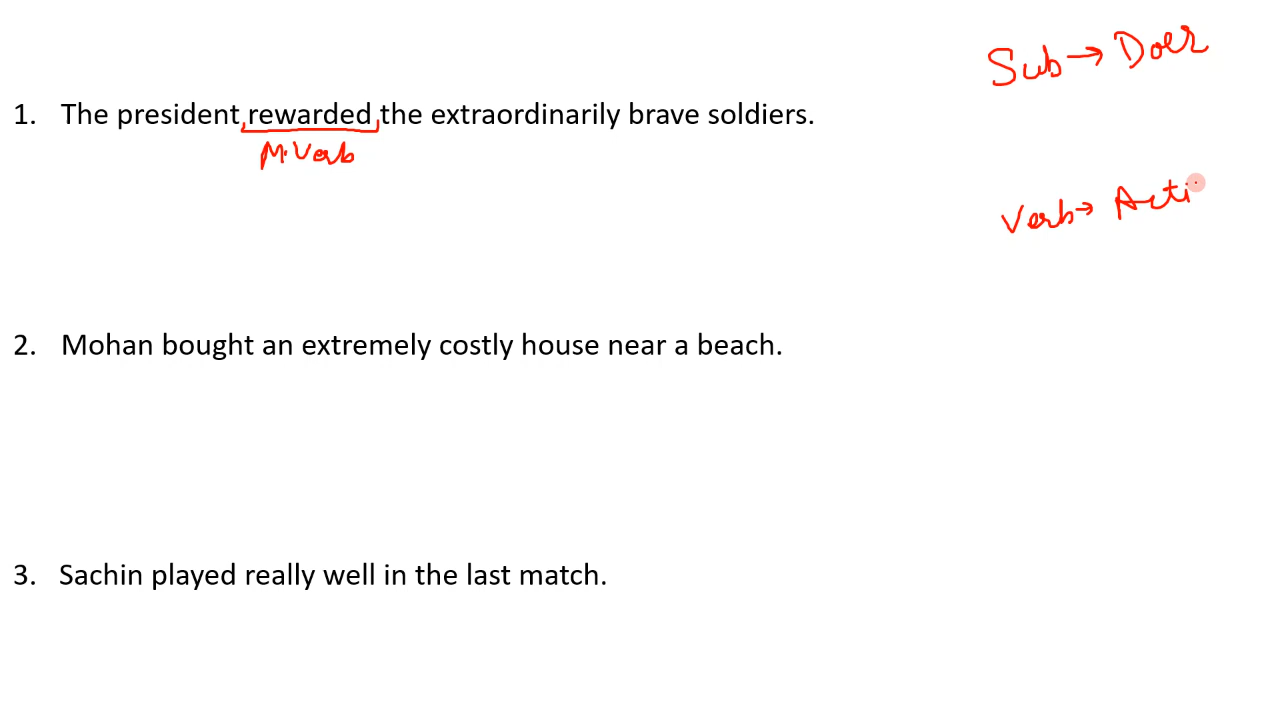 Sub → Doer
1. The president rewarded the extraordinarily brave soldiers.
M.Verb
Verb → Acti
2. Mohan bought an extremely costly house near a beach.
3. Sachin played really well in the last match.